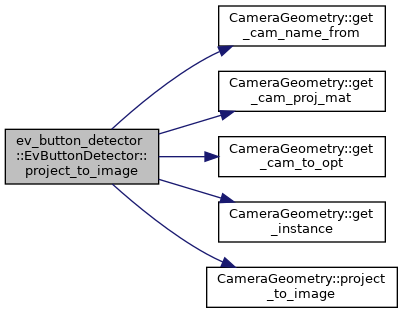 ev_button_detector
::EvButtonDetector::
project_to_image
CameraGeometry::get
_cam_name_from
CameraGeometry::get
_cam_proj_mat
CameraGeometry::get
_cam_to_opt
CameraGeometry::get
_instance
CameraGeometry::project
_to_image